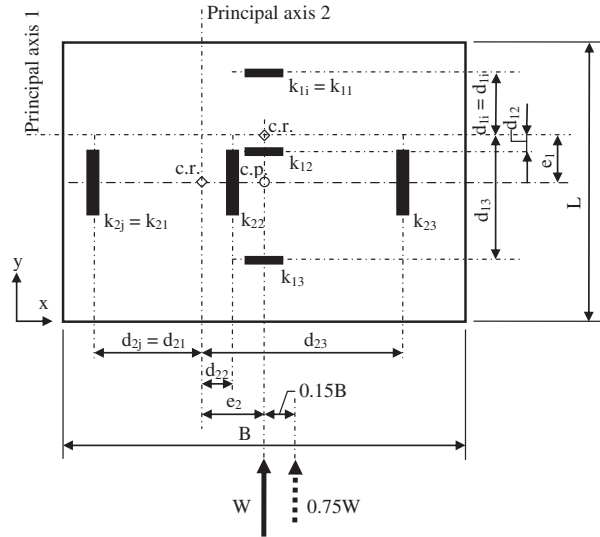 Principal axis 2
Principal axis 1
k1i = k11
d1i = d1i
d12
c.r.
k12
e1
c.r.
c.p.
d13
L
k2j = k21
k22
k23
k13
y
x
d2j = d21
d23
d22
e2
0.15B
B
W
0.75W